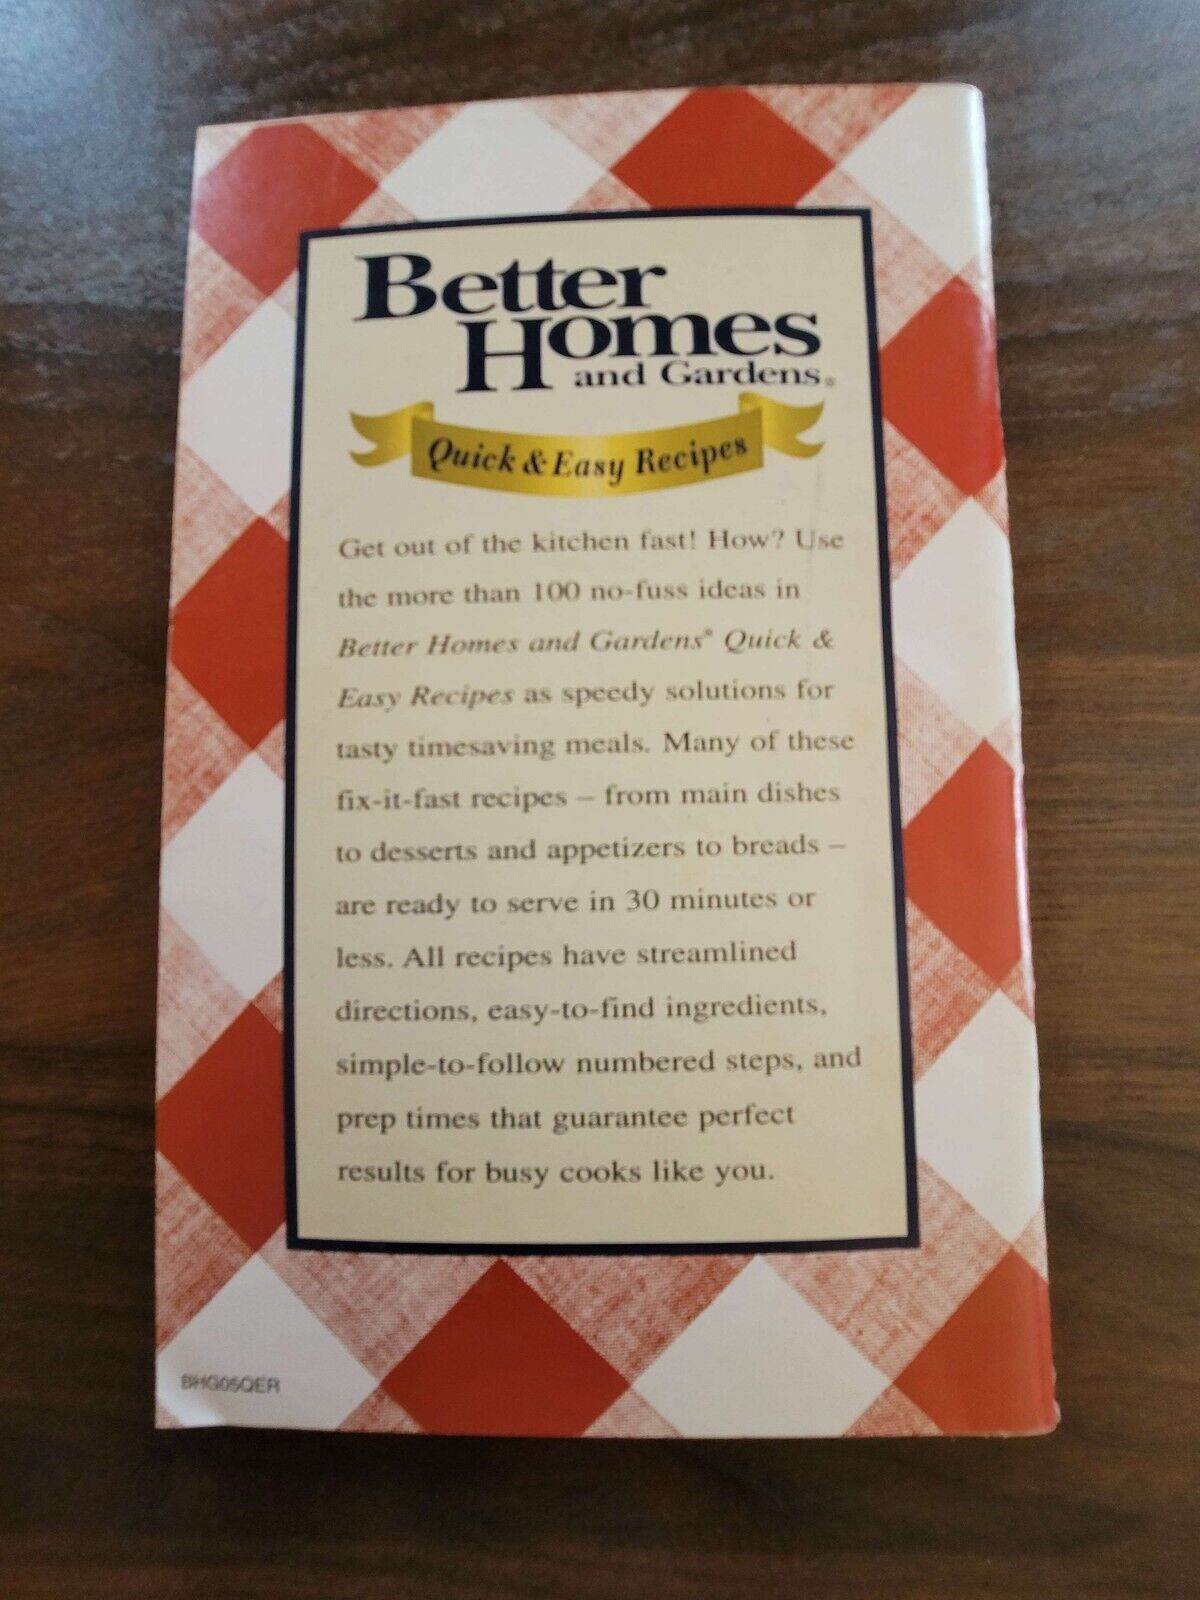 Better
Homes
and Gardens®
Quick & Easy Recipes
Get out of the kitchen fast! How? Use
the more than 100 no-fuss ideas in
Better Homes and Gardens® Quick &
Easy Recipes as speedy solutions for
tasty timesaving meals. Many of these
fix-it-fast recipes – from main dishes
to desserts and appetizers to breads –
are ready to serve in 30 minutes or
less. All recipes have streamlined
directions, easy-to-find ingredients,
simple-to-follow numbered steps, and
prep times that guarantee perfect
results for busy cooks like you.
BHG05QER